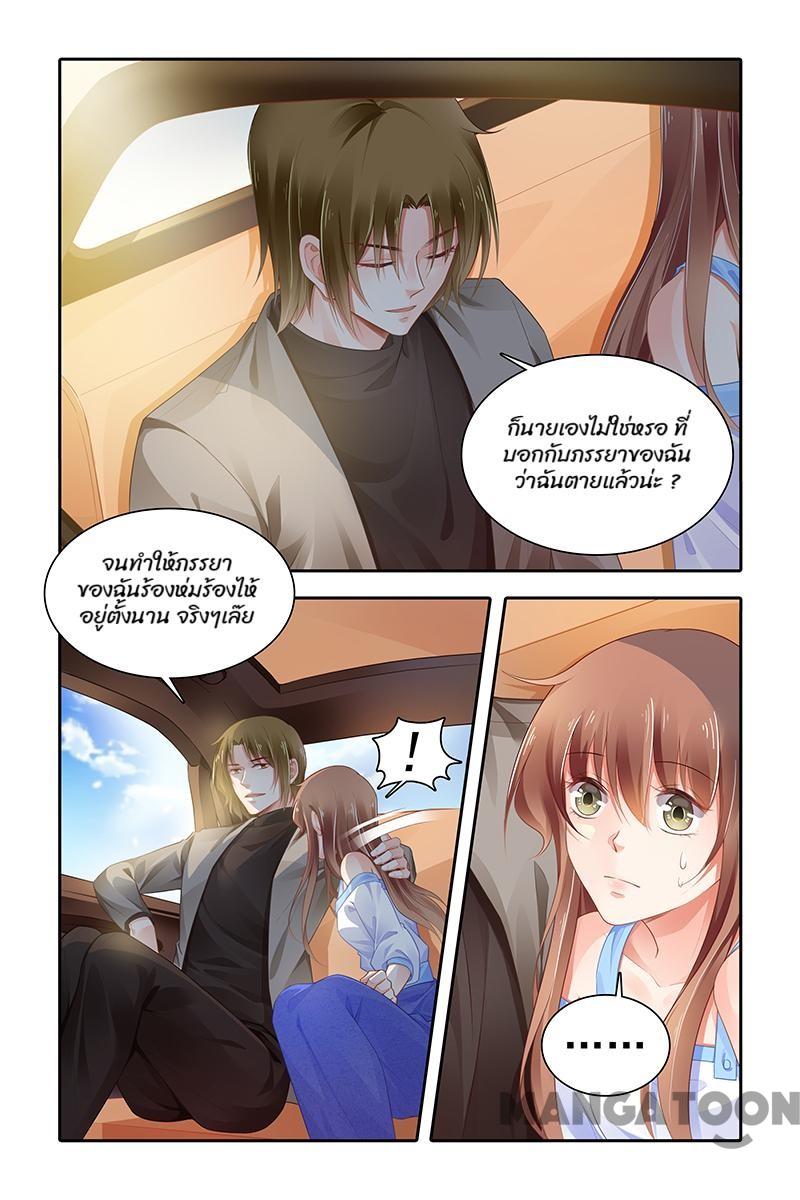 ก็นายเองไม่ใช่หรอ ที่
บอกกับภรรยาของฉัน
ว่าฉันตายแล้วน่ะ ?
จนทำให้ภรรยา
ของฉันร้องห่มร้องไห้
อยู่ตั้งนาน จริงๆเล๊ย
!
......
MANGATOON